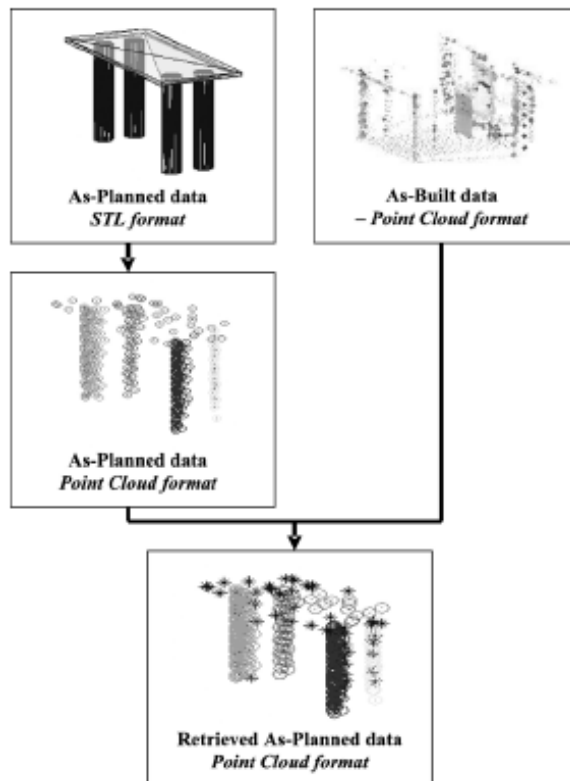 As-Planned data
STL format
As-Built data
– Point Cloud format
As-Planned data
Point Cloud format
Retrieved As-Planned data
Point Cloud format